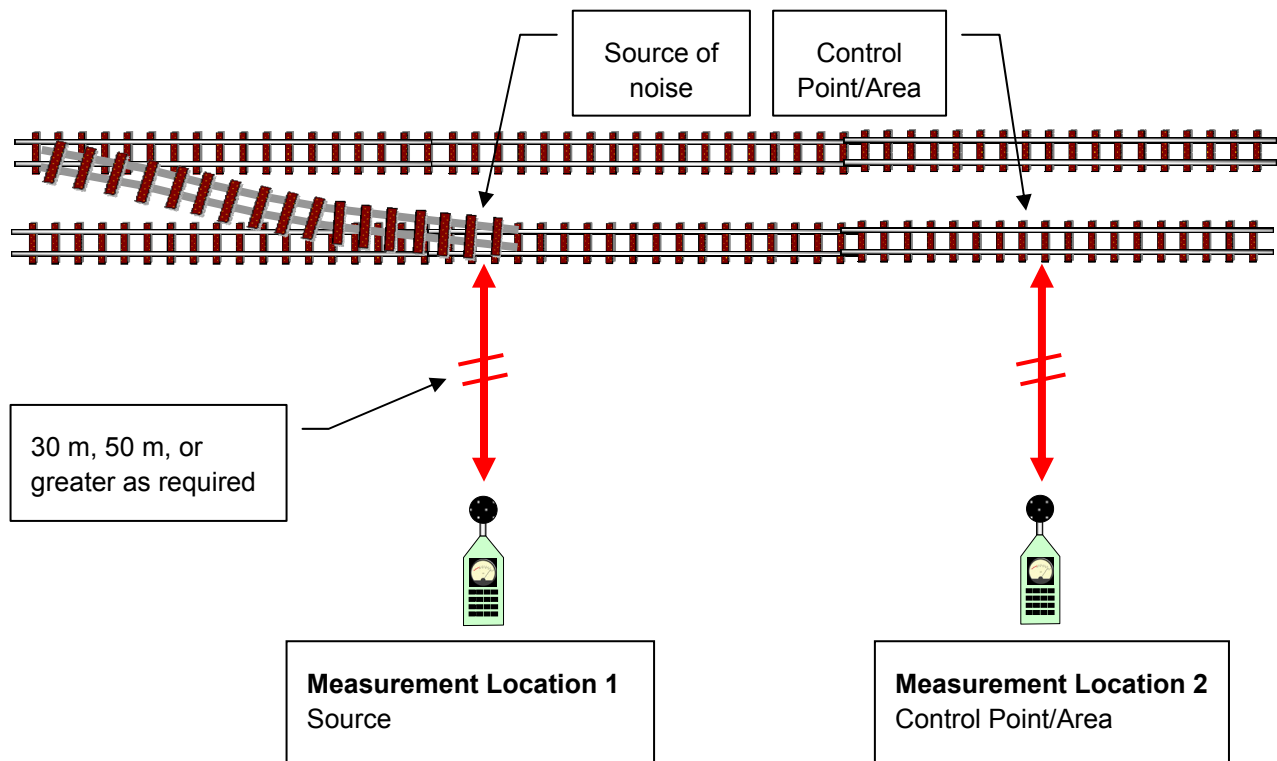 Source of
noise
Control
Point/Area
30 m, 50 m, or
greater as required
Measurement Location 1
Source
Measurement Location 2
Control Point/Area